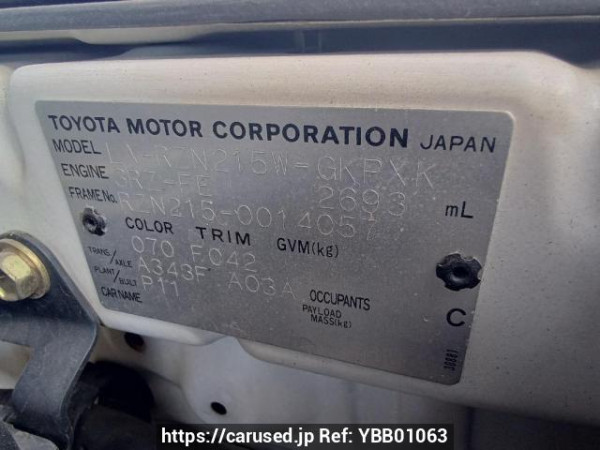 TOYOTA MOTOR CORPORATION JAPAN
MODEL -RZN215W-GKPXK
ENGINE 3RZ-FE 2693 mL
FRAME No. RZN215-0014057
COLOR TRIM GVM(kg)
070 FC42
TRANS./AXLE A343F A03A
PLANT/BUILT P11 OCCUPANTS
CAR NAME PAYLOAD MASS(kg) C
https://carused.jp Ref: YBB01063